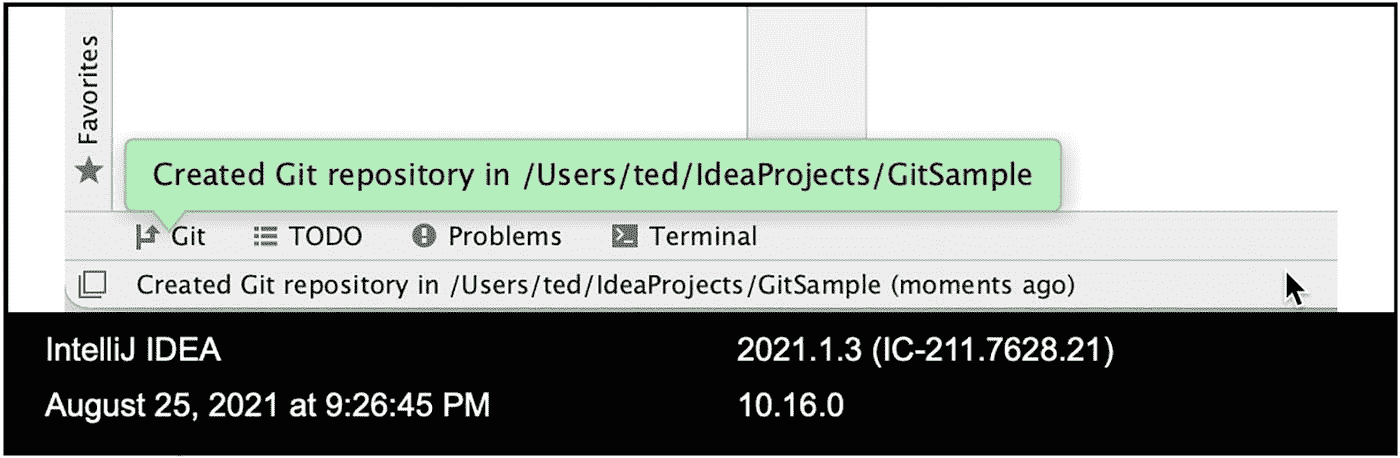 Favorites
Created Git repository in /Users/ted/IdeaProjects/GitSample
Git TODO Problems Terminal
Created Git repository in /Users/ted/IdeaProjects/GitSample (moments ago)
IntelliJ IDEA 2021.1.3 (IC-211.7628.21)
August 25, 2021 at 9:26:45 PM 10.16.0